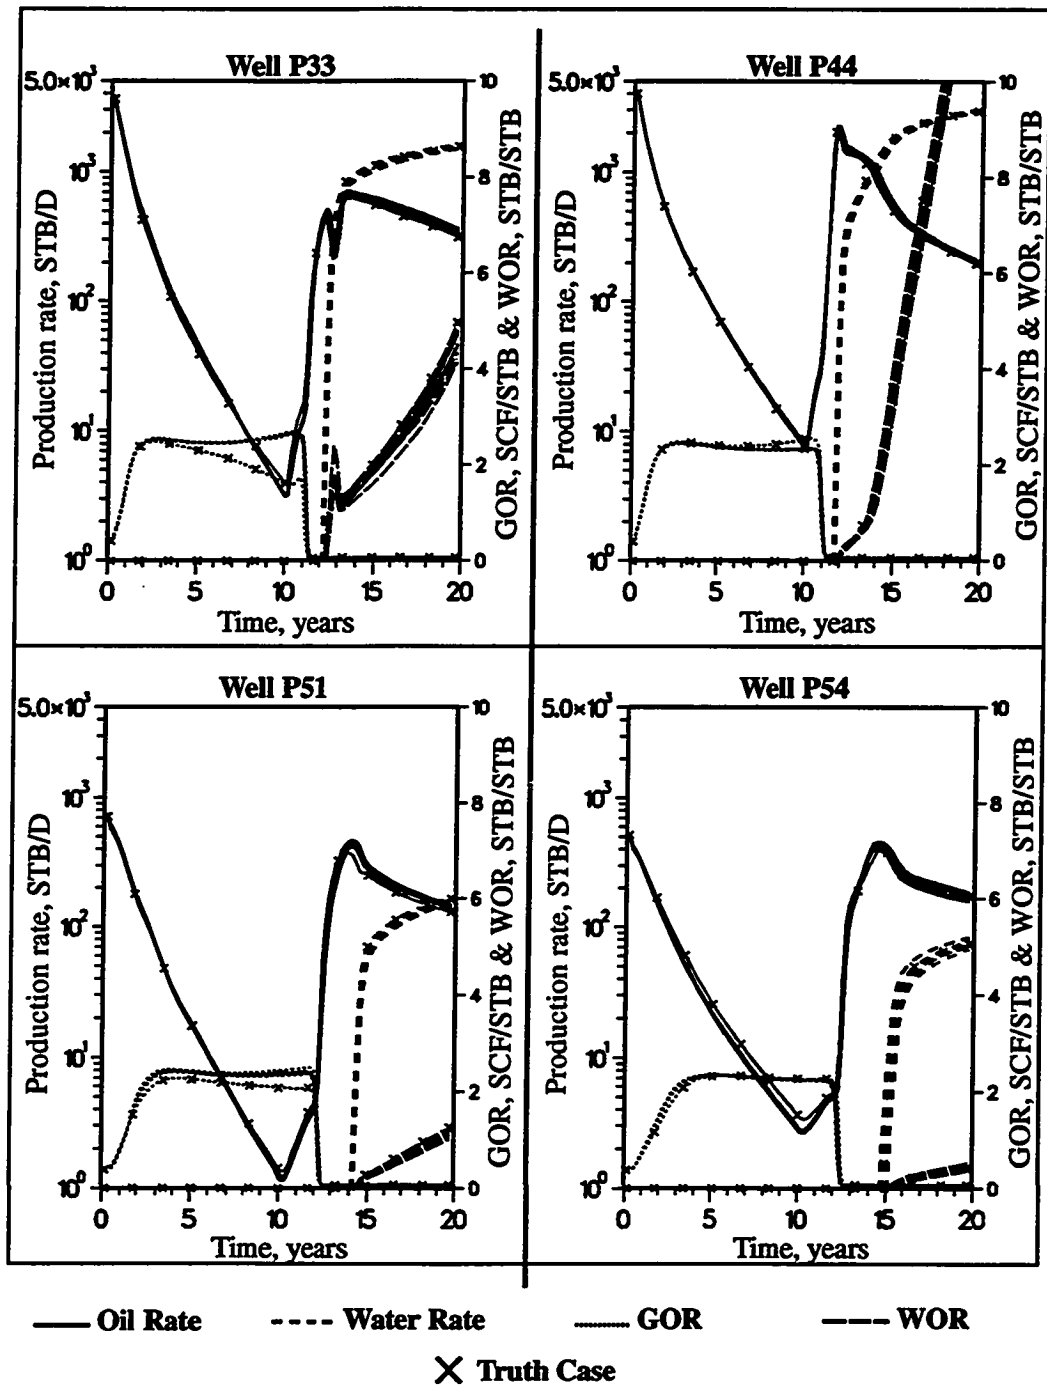 Well P33
5.0×10³
10³
10²
10¹
10⁰
Production rate, STB/D
10
8
6
4
2
0
GOR, SCF/STB & WOR, STB/STB
0 5 10 15 20
Time, years
Well P44
5.0×10³
10³
10²
10¹
10⁰
Production rate, STB/D
10
8
6
4
2
0
GOR, SCF/STB & WOR, STB/STB
0 5 10 15 20
Time, years
Well P51
5.0×10³
10³
10²
10¹
10⁰
Production rate, STB/D
10
8
6
4
2
0
GOR, SCF/STB & WOR, STB/STB
0 5 10 15 20
Time, years
Well P54
5.0×10³
10³
10²
10¹
10⁰
Production rate, STB/D
10
8
6
4
2
0
GOR, SCF/STB & WOR, STB/STB
0 5 10 15 20
Time, years
Oil Rate Water Rate GOR WOR
Truth Case